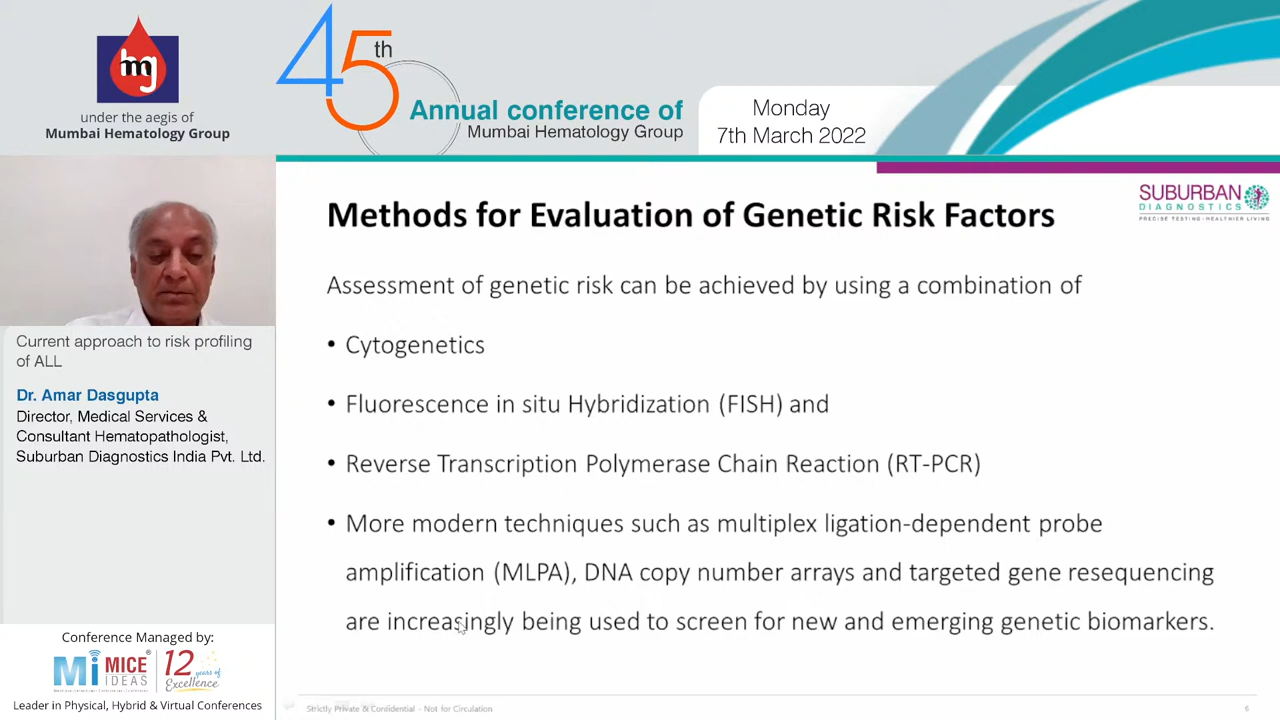 hmg
under the aegis of
Mumbai Hematology Group
45th
Annual conference of
Mumbai Hematology Group
Monday
7th March 2022
SUBURBAN
DIAGNOSTICS
PRECISE TESTING • HEALTHIER LIVING
Methods for Evaluation of Genetic Risk Factors
Assessment of genetic risk can be achieved by using a combination of
• Cytogenetics
• Fluorescence in situ Hybridization (FISH) and
• Reverse Transcription Polymerase Chain Reaction (RT-PCR)
• More modern techniques such as multiplex ligation-dependent probe
amplification (MLPA), DNA copy number arrays and targeted gene resequencing
are increasingly being used to screen for new and emerging genetic biomarkers.
Current approach to risk profiling
of ALL
Dr. Amar Dasgupta
Director, Medical Services &
Consultant Hematopathologist,
Suburban Diagnostics India Pvt. Ltd.
Conference Managed by:
Mi MICE
IDEAS
12 years of
Excellence
Leader in Physical, Hybrid & Virtual Conferences
Strictly Private & Confidential - Not for Circulation
6